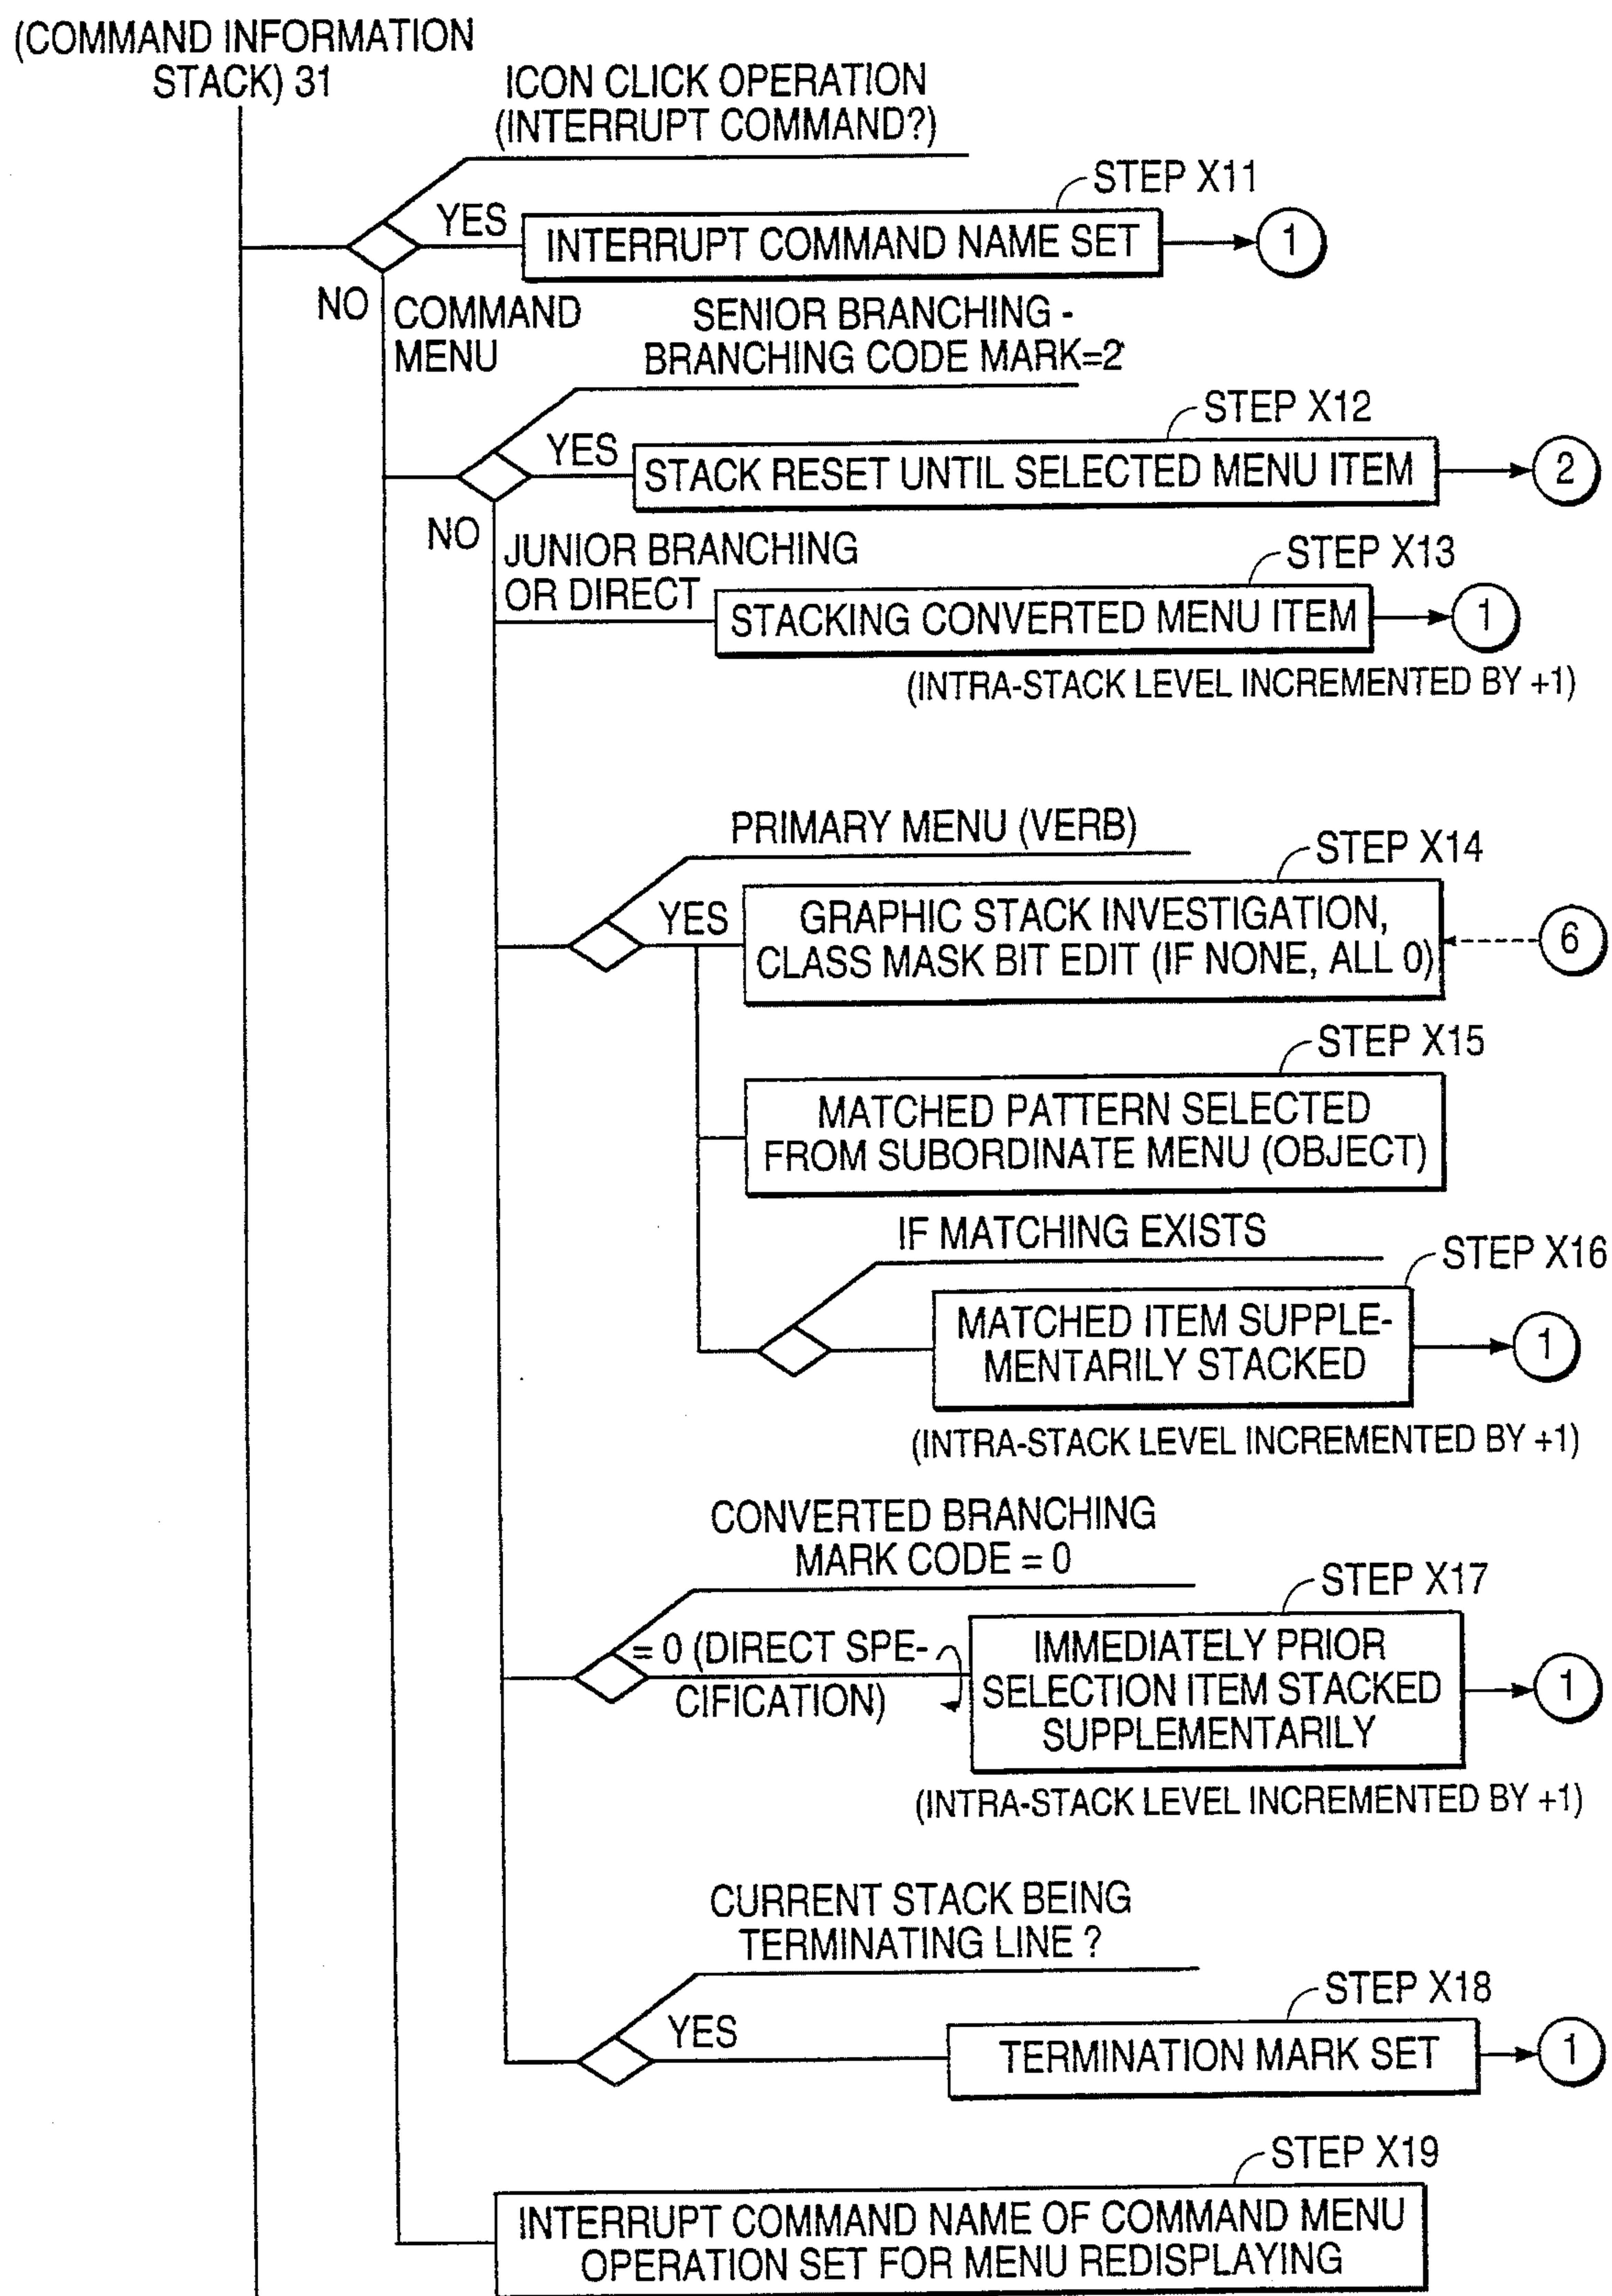 (COMMAND INFORMATION
STACK) 31
ICON CLICK OPERATION
(INTERRUPT COMMAND?)
STEP X11
YES
INTERRUPT COMMAND NAME SET
1
NO
COMMAND
MENU
SENIOR BRANCHING -
BRANCHING CODE MARK=2
STEP X12
YES
STACK RESET UNTIL SELECTED MENU ITEM
2
NO
JUNIOR BRANCHING
OR DIRECT
STEP X13
STACKING CONVERTED MENU ITEM
1
(INTRA-STACK LEVEL INCREMENTED BY +1)
PRIMARY MENU (VERB)
STEP X14
YES
GRAPHIC STACK INVESTIGATION,
CLASS MASK BIT EDIT (IF NONE, ALL 0)
6
STEP X15
MATCHED PATTERN SELECTED
FROM SUBORDINATE MENU (OBJECT)
IF MATCHING EXISTS
STEP X16
MATCHED ITEM SUPPLE-
MENTARILY STACKED
1
(INTRA-STACK LEVEL INCREMENTED BY +1)
CONVERTED BRANCHING
MARK CODE = 0
STEP X17
= 0 (DIRECT SPE-
CIFICATION)
IMMEDIATELY PRIOR
SELECTION ITEM STACKED
SUPPLEMENTARILY
1
(INTRA-STACK LEVEL INCREMENTED BY +1)
CURRENT STACK BEING
TERMINATING LINE ?
STEP X18
YES
TERMINATION MARK SET
1
STEP X19
INTERRUPT COMMAND NAME OF COMMAND MENU
OPERATION SET FOR MENU REDISPLAYING